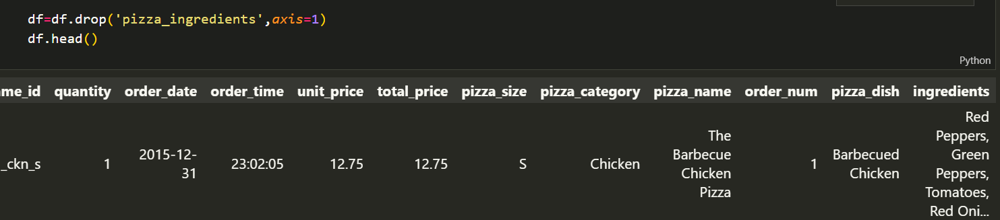 df=df.drop('pizza_ingredients',axis=1)
df.head()
Python
ame_id quantity order_date order_time unit_price total_price pizza_size pizza_category pizza_name order_num pizza_dish ingredients
_ckn_s 1 2015-12-31 23:02:05 12.75 12.75 S Chicken The Barbecue Chicken Pizza 1 Barbecued Chicken Red Peppers, Green Peppers, Tomatoes, Red Oni...